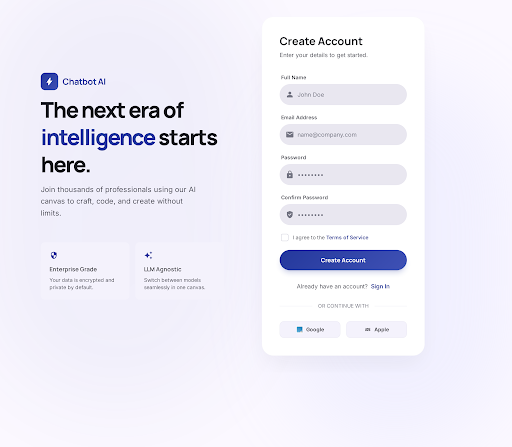 Chatbot AI
The next era of
intelligence starts
here.
Join thousands of professionals using our AI
canvas to craft, code, and create without
limits.
Enterprise Grade
Your data is encrypted and
private by default.
LLM Agnostic
Switch between models
seamlessly in one canvas.
Create Account
Enter your details to get started.
Full Name
John Doe
Email Address
name@company.com
Password
••••••••
Confirm Password
••••••••
I agree to the Terms of Service
Create Account
Already have an account? Sign In
OR CONTINUE WITH
Google
Apple